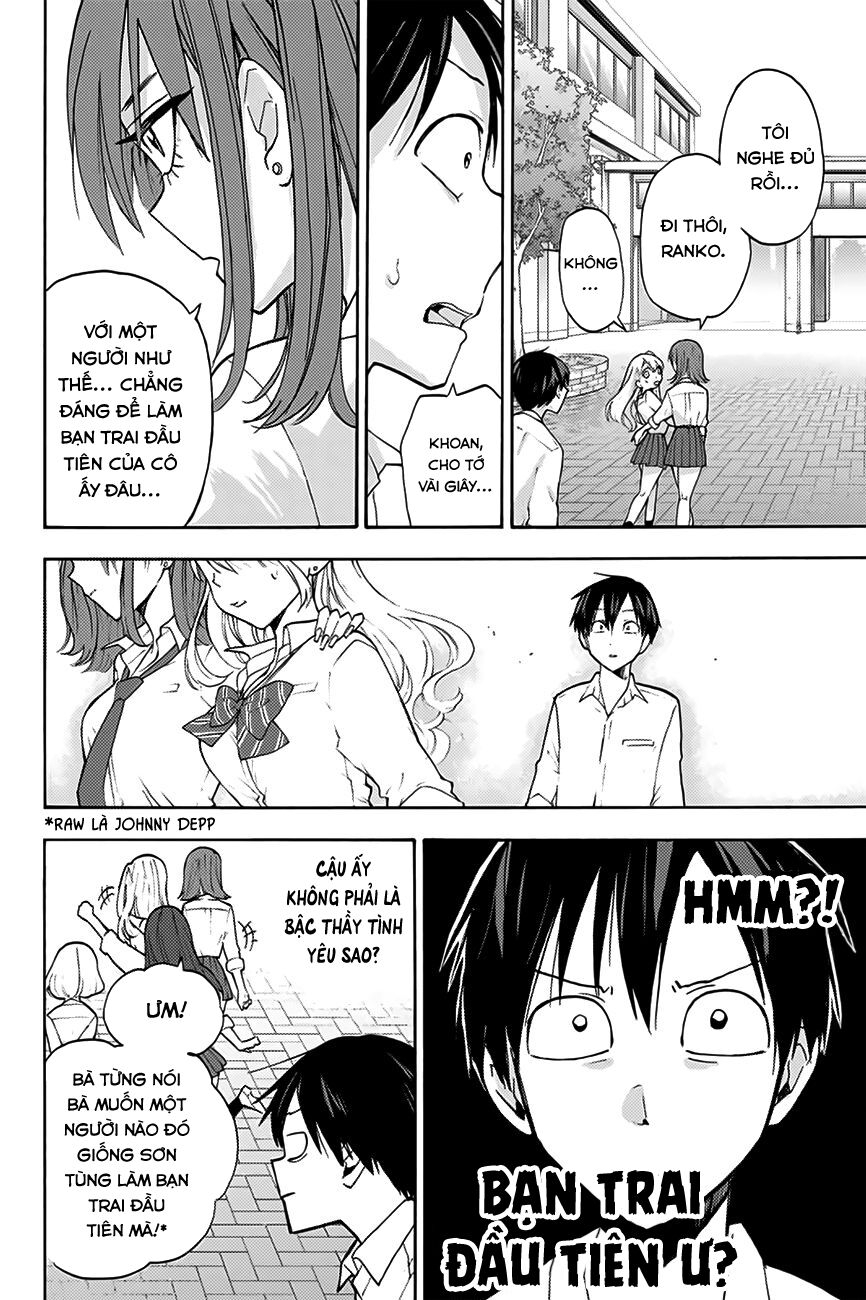 TÔI
NGHE ĐỦ
RỒI...
ĐI THÔI,
RANKO.
KHÔNG
...
KHOAN,
CHO TỚ
VÀI GIÂY...
VỚI MỘT
NGƯỜI NHƯ
THẾ... CHẲNG
ĐÁNG ĐỂ LÀM
BẠN TRAI ĐẦU
TIÊN CỦA CÔ
ẤY ĐÂU...
HMM?!
BẠN TRAI
ĐẦU TIÊN Ư?
*RAW LÀ JOHNNY DEPP
CẬU ẤY
KHÔNG PHẢI LÀ
BẬC THẦY TÌNH
YÊU SAO?
ƯM!
BÀ TỪNG NÓI
BÀ MUỐN MỘT
NGƯỜI NÀO ĐÓ
GIỐNG SƠN
TÙNG LÀM BẠN
TRAI ĐẦU
TIÊN MÀ!*